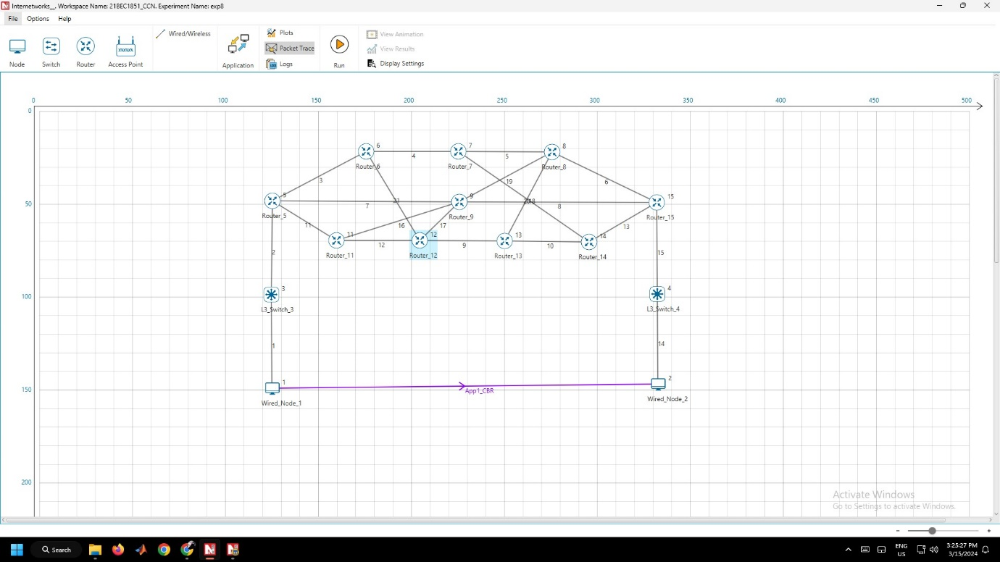 Internetworks__. Workspace Name: 21BEC1851_CCN. Experiment Name: exp8
File Options Help
Wired/Wireless
Plots
View Animation
Packet Trace
View Results
Node Switch Router Access Point Application Logs Run Display Settings
0 50 100 150 200 250 300 350 400 450 500
0
6 7 8
4 5
Router_6 Router_7 Router_8
3 19 6
5 9 15
50 7 8
Router_5 Router_9 Router_15
11 16 17 13
11 12 13 14
12 9 10
Router_11 Router_12 Router_13 Router_14
2 15
3 4
100
L3_Switch_3 L3_Switch_4
1 14
1 2
150
App1_CBR
Wired_Node_1 Wired_Node_2
200
Activate Windows
Go to Settings to activate Windows.
Search
ENG
US
3:25:27 PM
3/15/2024